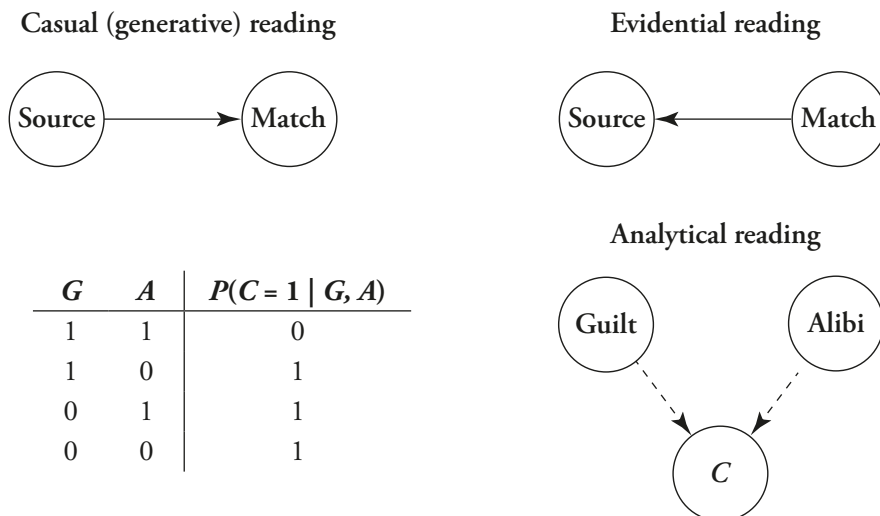 Casual (generative) reading
Source
Match
Evidential reading
Source
Match
G A P(C = 1 | G, A)
1 1 0
1 0 1
0 1 1
0 0 1
Analytical reading
Guilt
Alibi
C